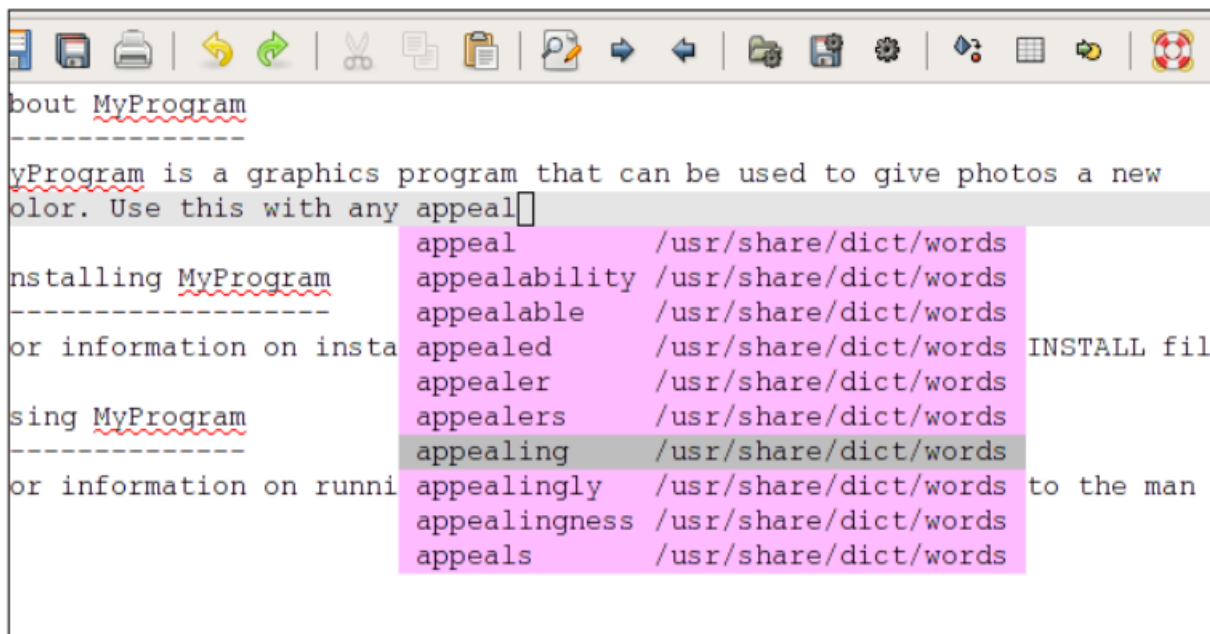 bout MyProgram
--------------
yProgram is a graphics program that can be used to give photos a new
olor. Use this with any appeal
appeal /usr/share/dict/words
nstalling MyProgram appealability /usr/share/dict/words
------------------- appealable /usr/share/dict/words
or information on insta appealed /usr/share/dict/words INSTALL fil
appealer /usr/share/dict/words
sing MyProgram appealers /usr/share/dict/words
-------------- appealing /usr/share/dict/words
or information on runni appealingly /usr/share/dict/words to the man
appealingness /usr/share/dict/words
appeals /usr/share/dict/words